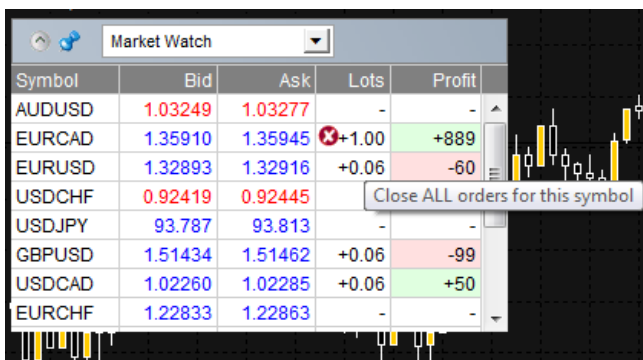 Market Watch
Symbol Bid Ask Lots Profit
AUDUSD 1.03249 1.03277 - -
EURCAD 1.35910 1.35945 +1.00 +889
EURUSD 1.32893 1.32916 +0.06 -60
USDCHF 0.92419 0.92445
Close ALL orders for this symbol
USDJPY 93.787 93.813 - -
GBPUSD 1.51434 1.51462 +0.06 -99
USDCAD 1.02260 1.02285 +0.06 +50
EURCHF 1.22833 1.22863 - -